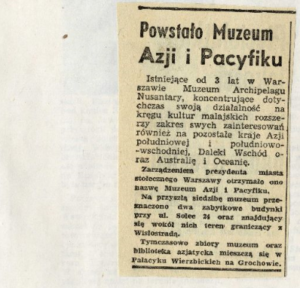 Powstało Muzeum
Azji i Pacyfiku
Istniejące od 3 lat w War-
szawie Muzeum Archipelagu
Nusantary, koncentrujące doty-
chczas swoją działalność na
kręgu kultur malajskich rozsze-
rzy zakres swych zainteresowań
również na pozostałe kraje Azji
południowej i południowo-
-wschodniej, Daleki Wschód o-
raz Australię i Oceanię.
Zarządzeniem prezydenta miasta
stołecznego Warszawy otrzymało ono
nazwę Muzeum Azji i Pacyfiku.
Na przyszłą siedzibę muzeum prze-
znaczono dwa zabytkowe budynki
przy ul. Solec 24 oraz znajdujący
się wokół nich teren graniczący z
Wisłostradą.
Tymczasowo zbiory muzeum oraz
biblioteka azjatycka mieszczą się w
Pałacyku Wierzbickich na Grochowie.